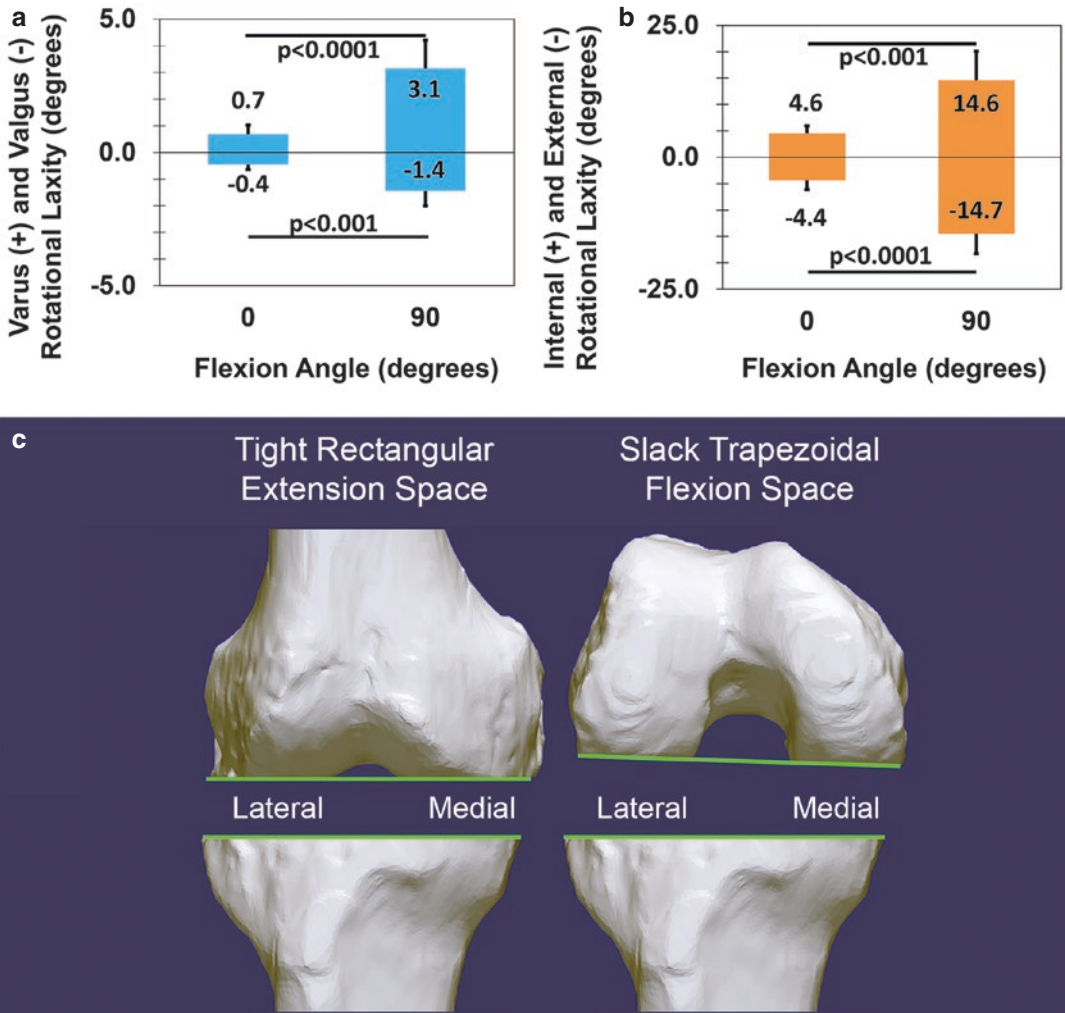 a
Varus (+) and Valgus (-)
Rotational Laxity (degrees)
5.0
0.0
-5.0
p<0.0001
0.7
3.1
-0.4
-1.4
p<0.001
0
90
Flexion Angle (degrees)
b
Internal (+) and External (-)
Rotational Laxity (degrees)
25.0
0.0
-25.0
p<0.001
4.6
14.6
-4.4
-14.7
p<0.0001
0
90
Flexion Angle (degrees)
c
Tight Rectangular
Extension Space
Slack Trapezoidal
Flexion Space
Lateral
Medial
Lateral
Medial